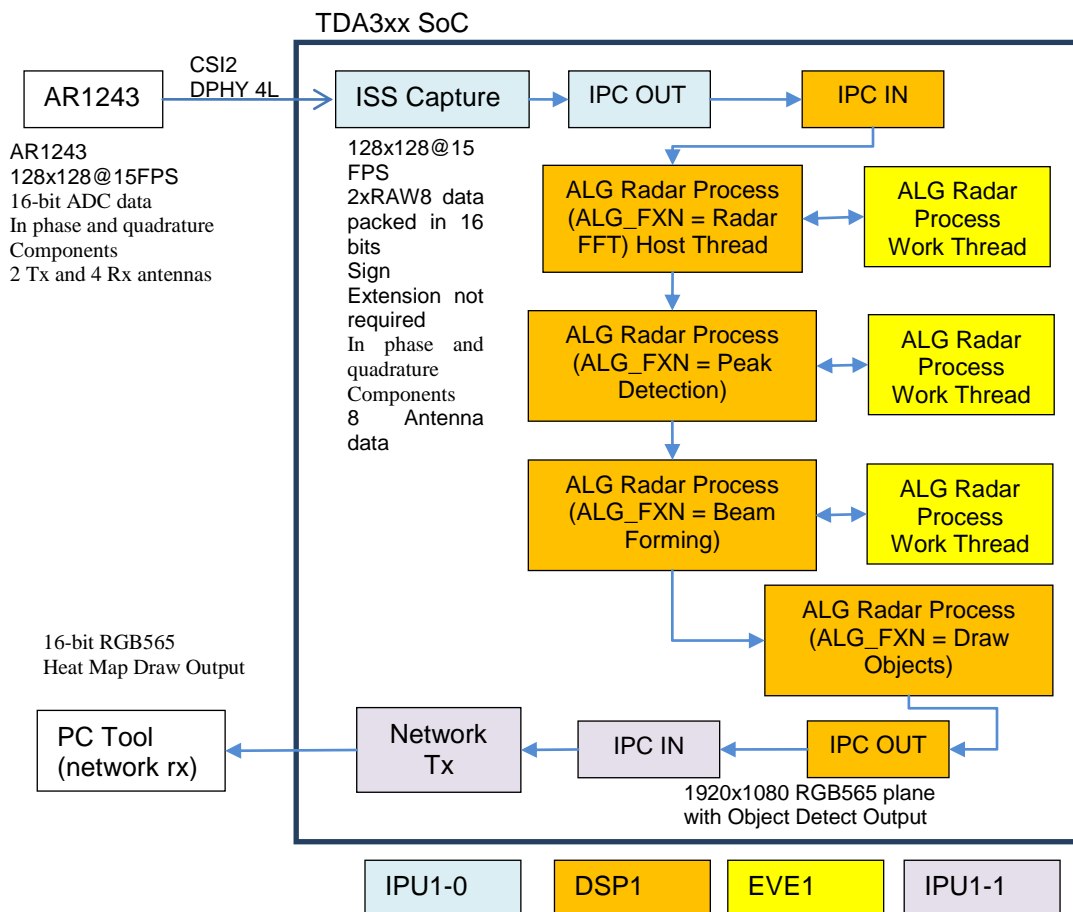 TDA3xx SoC
CSI2
DPHY 4L
AR1243
ISS Capture
IPC OUT
IPC IN
AR1243
128x128@15FPS
16-bit ADC data
In phase and quadrature
Components
2 Tx and 4 Rx antennas
128x128@15
FPS
2xRAW8 data
packed in 16
bits
Sign
Extension not
required
In phase and
quadrature
Components
8 Antenna
data
ALG Radar Process
(ALG_FXN = Radar
FFT) Host Thread
ALG Radar
Process
Work Thread
ALG Radar Process
(ALG_FXN = Peak
Detection)
ALG Radar
Process
Work Thread
ALG Radar Process
(ALG_FXN = Beam
Forming)
ALG Radar
Process
Work Thread
ALG Radar Process
(ALG_FXN = Draw
Objects)
16-bit RGB565
Heat Map Draw Output
PC Tool
(network rx)
Network
Tx
IPC IN
IPC OUT
1920x1080 RGB565 plane
with Object Detect Output
IPU1-0
DSP1
EVE1
IPU1-1